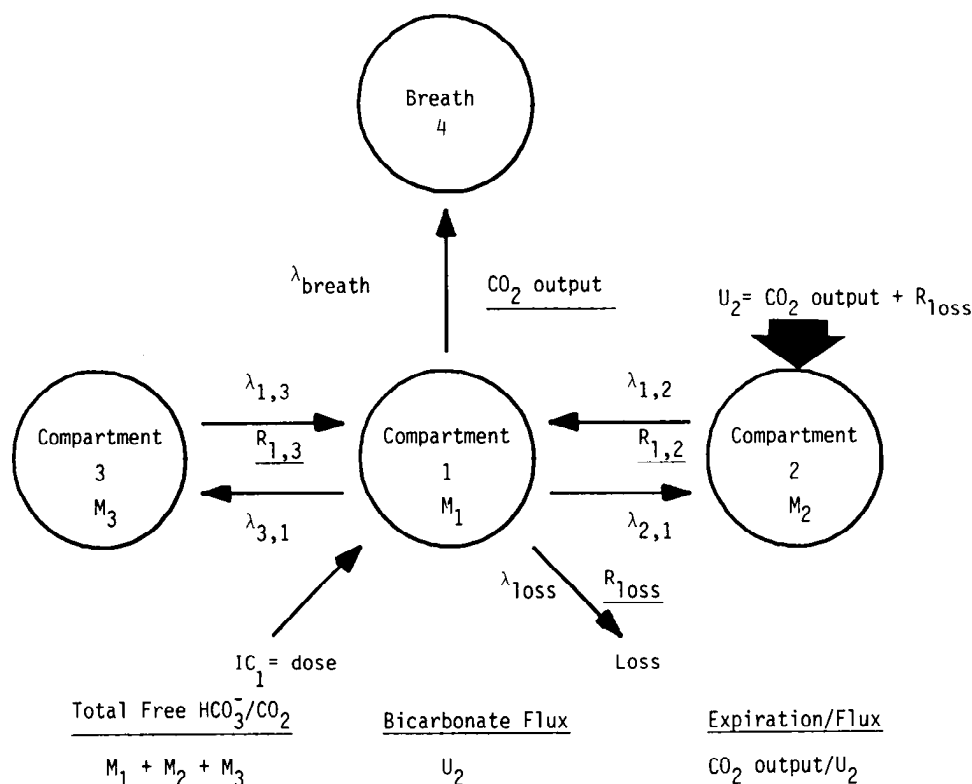 Breath
4
λbreath
CO2 output
U2= CO2 output + Rloss
λ1,3
λ1,2
Compartment
3
M3
R1,3
Compartment
1
M1
R1,2
Compartment
2
M2
λ3,1
λ2,1
λloss
Rloss
IC1= dose
Loss
Total Free HCO3-/CO2
Bicarbonate Flux
Expiration/Flux
M1 + M2 + M3
U2
CO2 output/U2